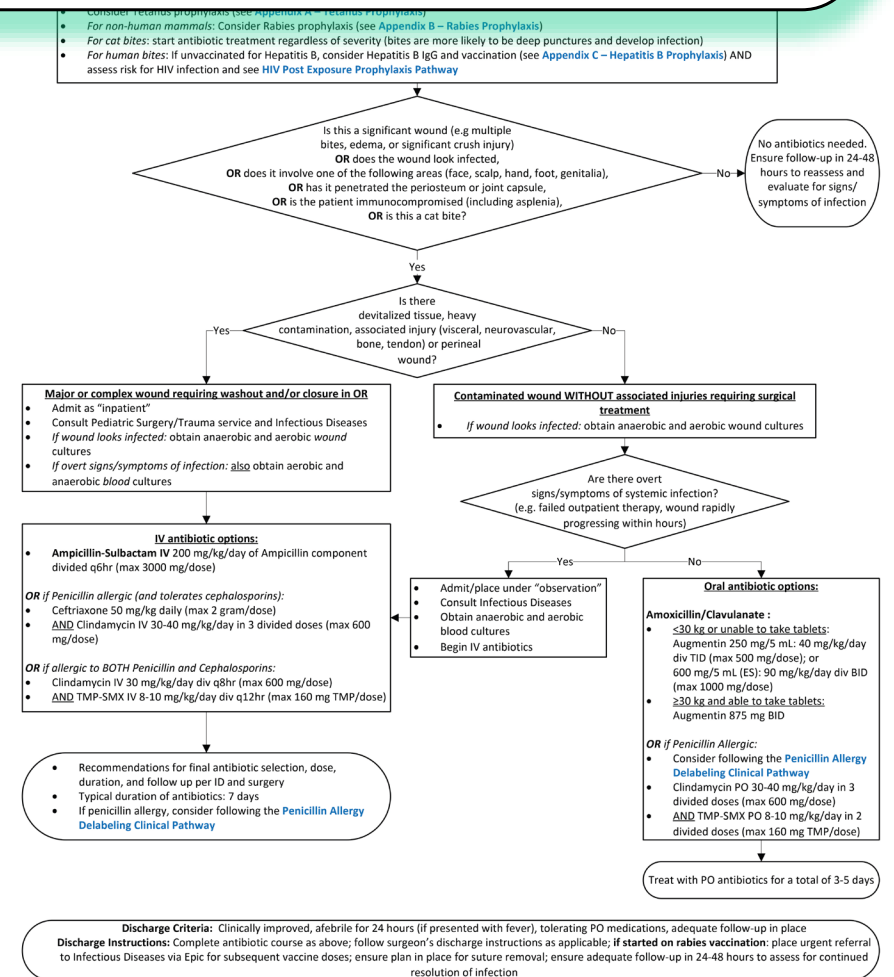 • Consider Tetanus prophylaxis (see Appendix A – Tetanus Prophylaxis)
• For non-human mammals: Consider Rabies prophylaxis (see Appendix B – Rabies Prophylaxis)
• For cat bites: start antibiotic treatment regardless of severity (bites are more likely to be deep punctures and develop infection)
• For human bites: If unvaccinated for Hepatitis B, consider Hepatitis B IgG and vaccination (see Appendix C – Hepatitis B Prophylaxis) AND
assess risk for HIV infection and see HIV Post Exposure Prophylaxis Pathway
Is this a significant wound (e.g multiple
bites, edema, or significant crush injury)
OR does the wound look infected,
OR does it involve one of the following areas (face, scalp, hand, foot, genitalia),
OR has it penetrated the periosteum or joint capsule,
OR is the patient immunocompromised (including asplenia),
OR is this a cat bite?
No
No antibiotics needed.
Ensure follow-up in 24-48
hours to reassess and
evaluate for signs/
symptoms of infection
Yes
Is there
devitalized tissue, heavy
contamination, associated injury (visceral, neurovascular,
bone, tendon) or perineal
wound?
Yes
No
Major or complex wound requiring washout and/or closure in OR
• Admit as "inpatient"
• Consult Pediatric Surgery/Trauma service and Infectious Diseases
• If wound looks infected: obtain anaerobic and aerobic wound
cultures
• If overt signs/symptoms of infection: also obtain aerobic and
anaerobic blood cultures
Contaminated wound WITHOUT associated injuries requiring surgical
treatment
• If wound looks infected: obtain anaerobic and aerobic wound cultures
Are there overt
signs/symptoms of systemic infection?
(e.g. failed outpatient therapy, wound rapidly
progressing within hours)
Yes
No
IV antibiotic options:
• Ampicillin-Sulbactam IV 200 mg/kg/day of Ampicillin component
divided q6hr (max 3000 mg/dose)
OR if Penicillin allergic (and tolerates cephalosporins):
• Ceftriaxone 50 mg/kg daily (max 2 gram/dose)
• AND Clindamycin IV 30-40 mg/kg/day in 3 divided doses (max 600
mg/dose)
OR if allergic to BOTH Penicillin and Cephalosporins:
• Clindamycin IV 30 mg/kg/day div q8hr (max 600 mg/dose)
• AND TMP-SMX IV 8-10 mg/kg/day div q12hr (max 160 mg TMP/dose)
• Admit/place under "observation"
• Consult Infectious Diseases
• Obtain anaerobic and aerobic
blood cultures
• Begin IV antibiotics
Oral antibiotic options:
Amoxicillin/Clavulanate :
• <30 kg or unable to take tablets:
Augmentin 250 mg/5 mL: 40 mg/kg/day
div TID (max 500 mg/dose); or
600 mg/5 mL (ES): 90 mg/kg/day div BID
(max 1000 mg/dose)
• ≥30 kg and able to take tablets:
Augmentin 875 mg BID
OR if Penicillin Allergic:
• Consider following the Penicillin Allergy
Delabeling Clinical Pathway
• Clindamycin PO 30-40 mg/kg/day in 3
divided doses (max 600 mg/dose)
• AND TMP-SMX PO 8-10 mg/kg/day in 2
divided doses (max 160 mg TMP/dose)
• Recommendations for final antibiotic selection, dose,
duration, and follow up per ID and surgery
• Typical duration of antibiotics: 7 days
• If penicillin allergy, consider following the Penicillin Allergy
Delabeling Clinical Pathway
Treat with PO antibiotics for a total of 3-5 days
Discharge Criteria: Clinically improved, afebrile for 24 hours (if presented with fever), tolerating PO medications, adequate follow-up in place
Discharge Instructions: Complete antibiotic course as above; follow surgeon's discharge instructions as applicable; if started on rabies vaccination: place urgent referral
to Infectious Diseases via Epic for subsequent vaccine doses; ensure plan in place for suture removal; ensure adequate follow-up in 24-48 hours to assess for continued
resolution of infection